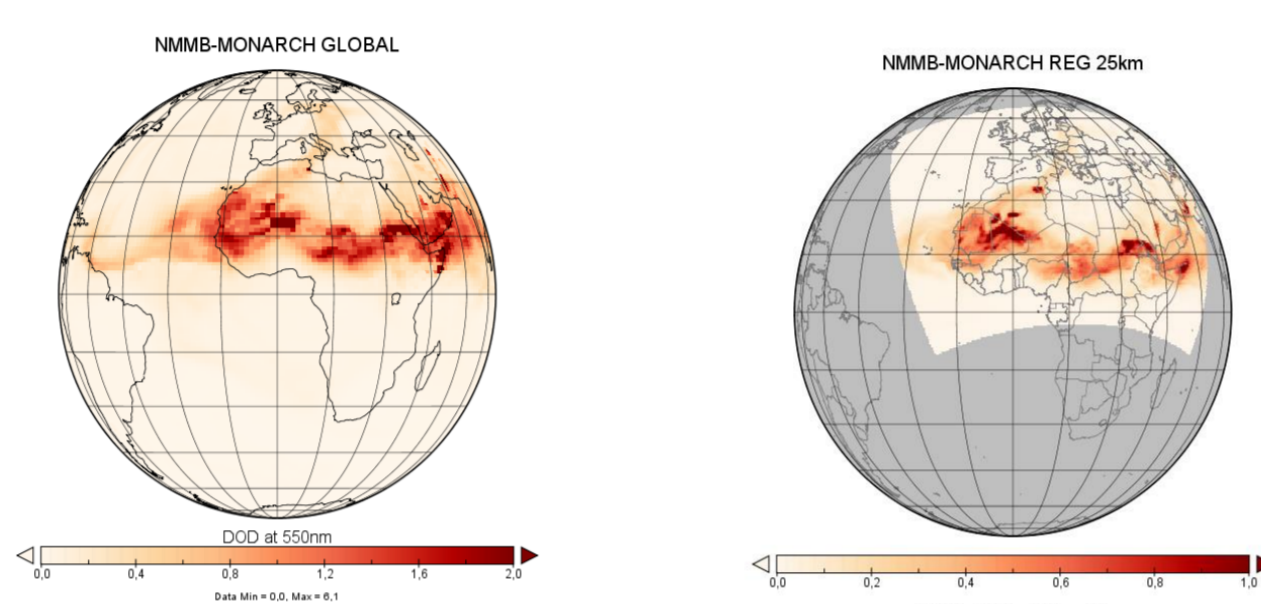 NMMB-MONARCH GLOBAL
DOD at 550nm
0,0 0,4 0,8 1,2 1,6 2,0
Data Min = 0,0, Max = 6,1
NMMB-MONARCH REG 25km
0,0 0,2 0,4 0,6 0,8 1,0